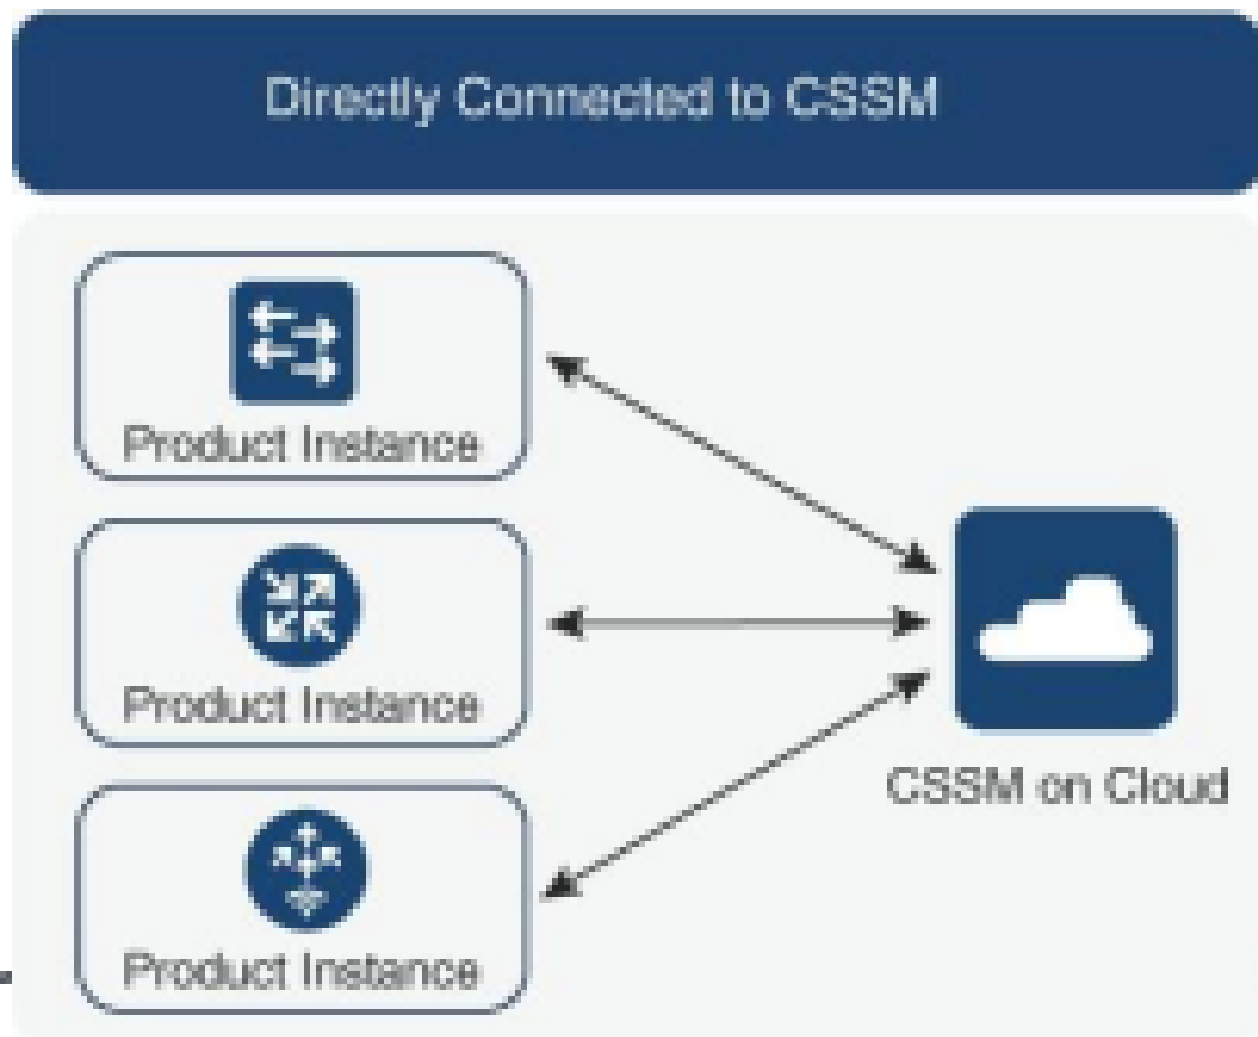 Directly Connected to CSSM
Product Instance
Product Instance
CSSM on Cloud
Product Instance